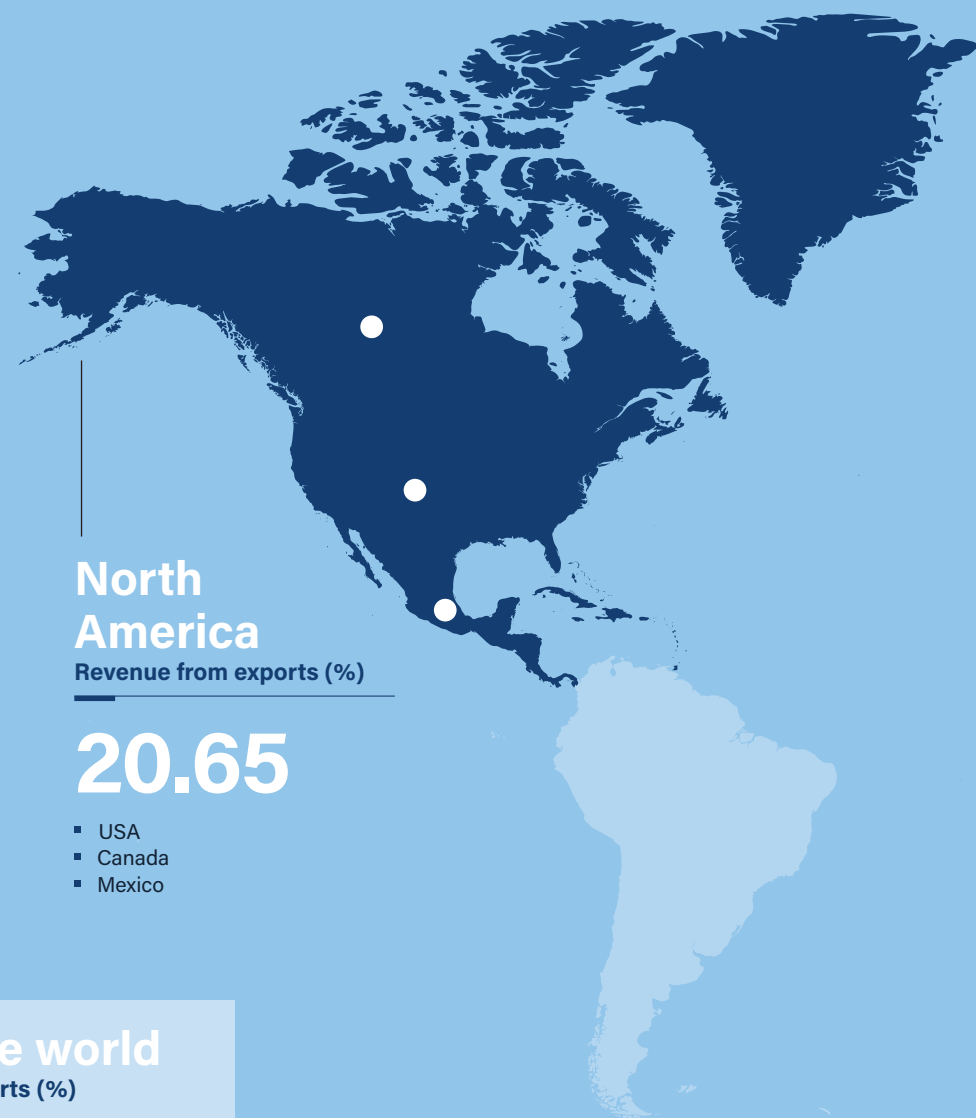 North
America
Revenue from exports (%)
20.65
USA
Canada
Mexico
e world
rts (%)